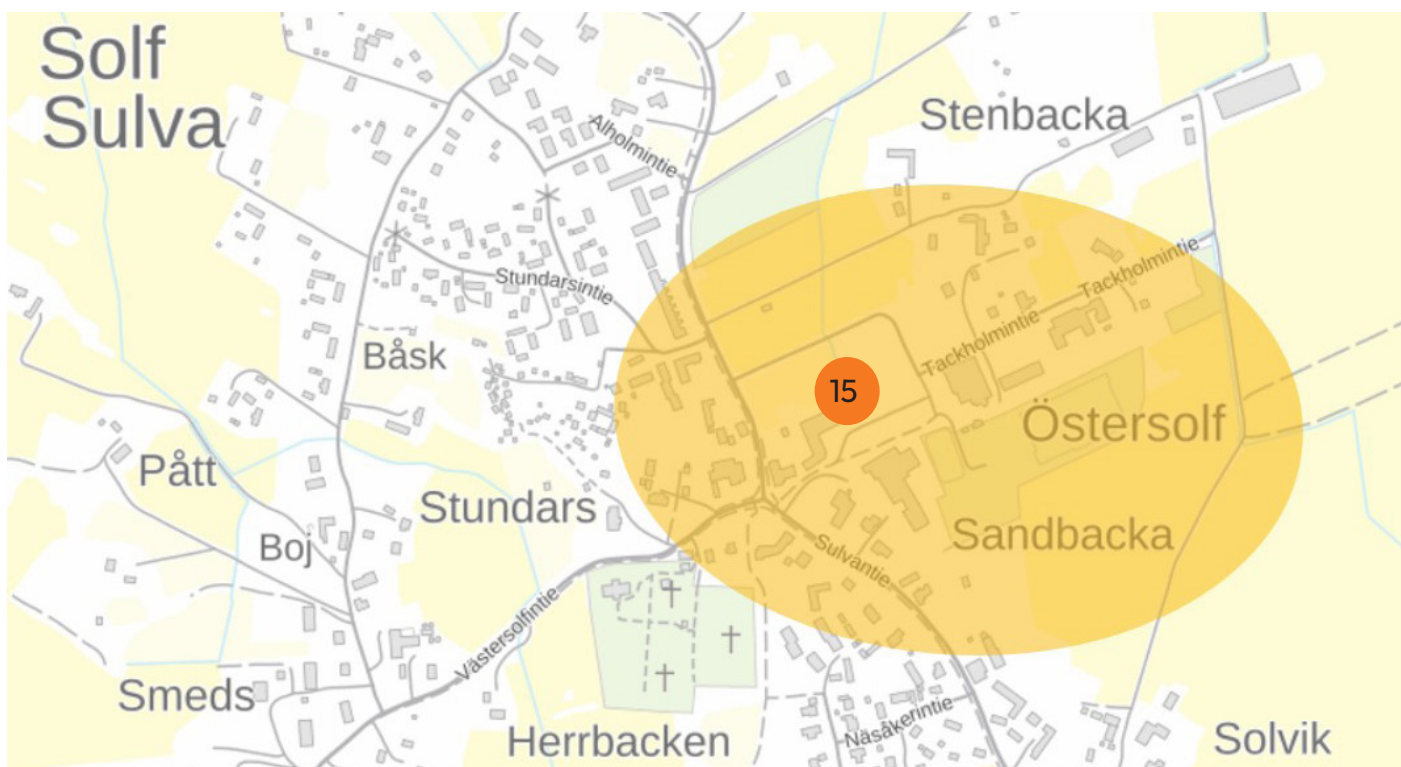 Solf
Sulva
Stenbacka
Alholmintie
Stundarsintie
Tackholmintie
Tackholmintie
Båsk
15
Östersolf
Pått
Stundars
Boj
Sandbacka
Sulvantie
Västersolfintie
Smeds
Herrbacken
Näsåkerintie
Solvik